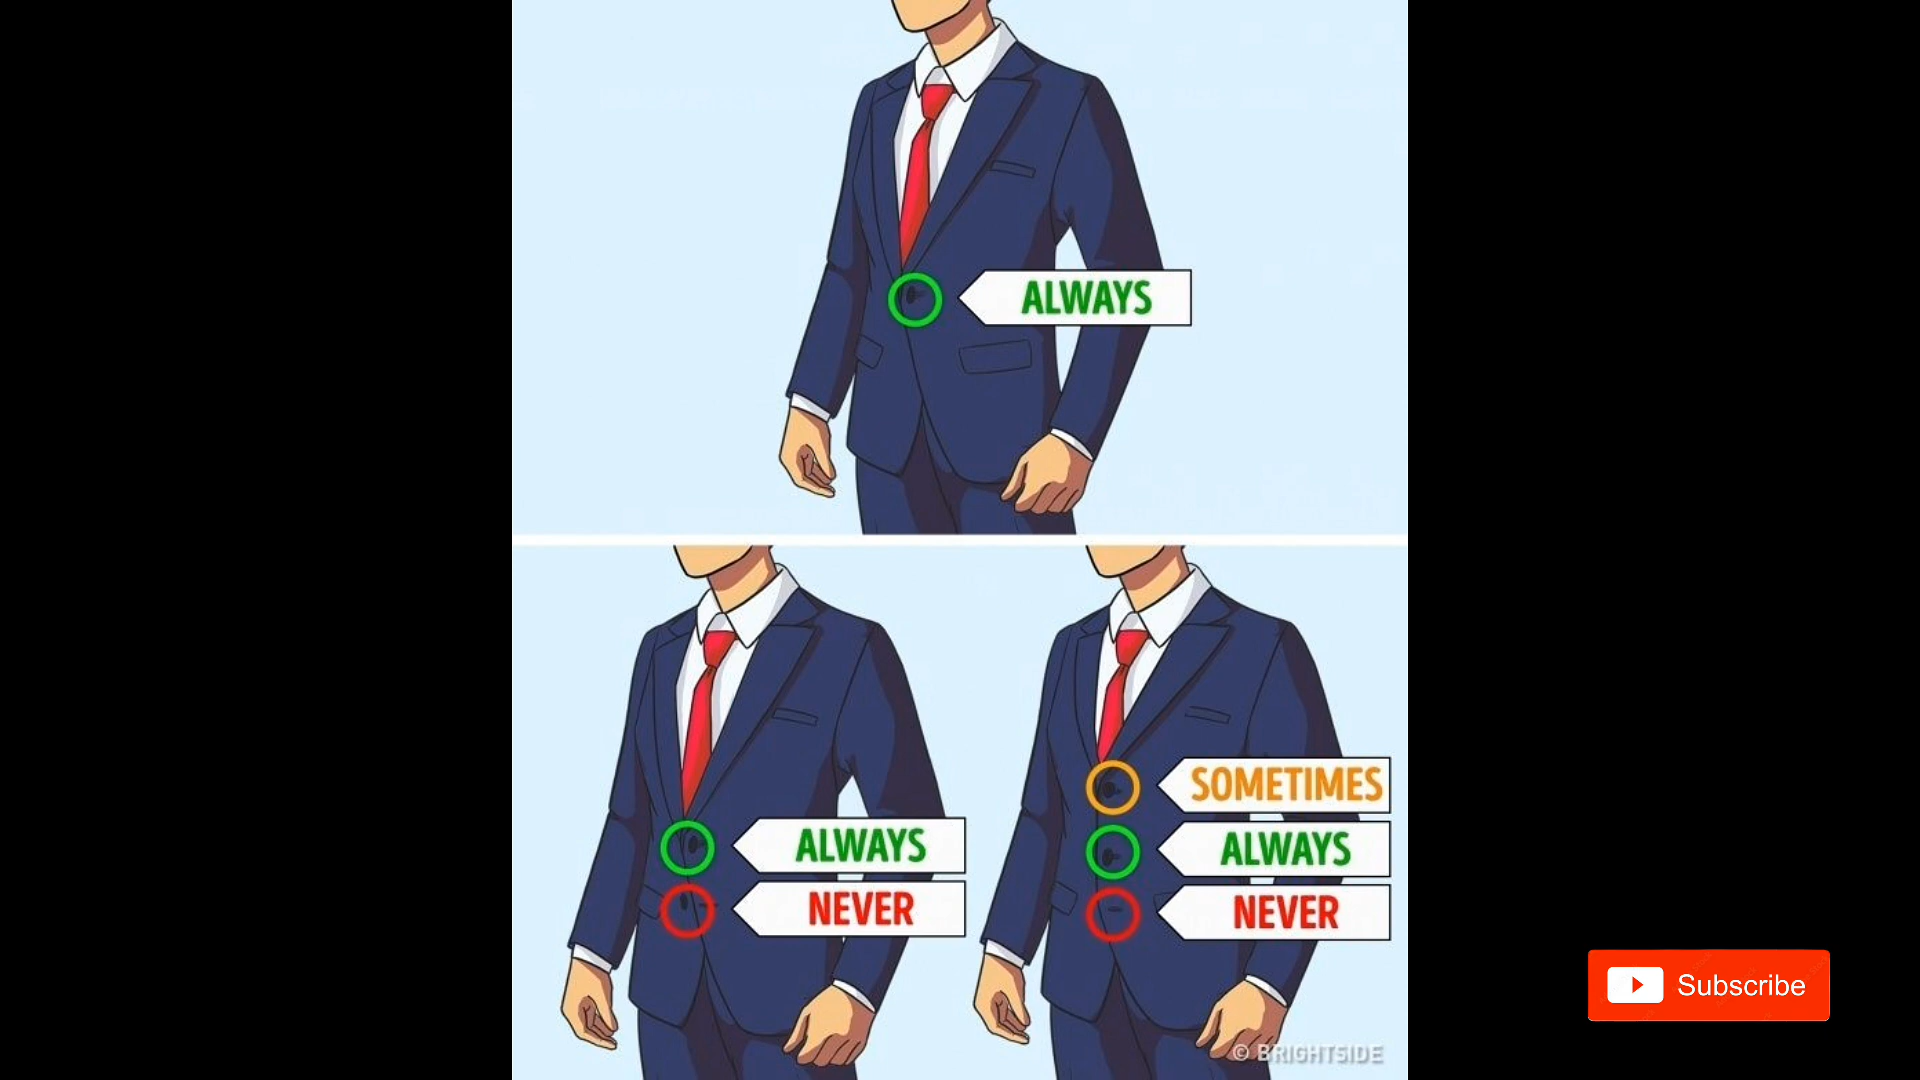 ALWAYS
ALWAYS
NEVER
SOMETIMES
ALWAYS
NEVER
© BRIGHTSIDE
Subscribe